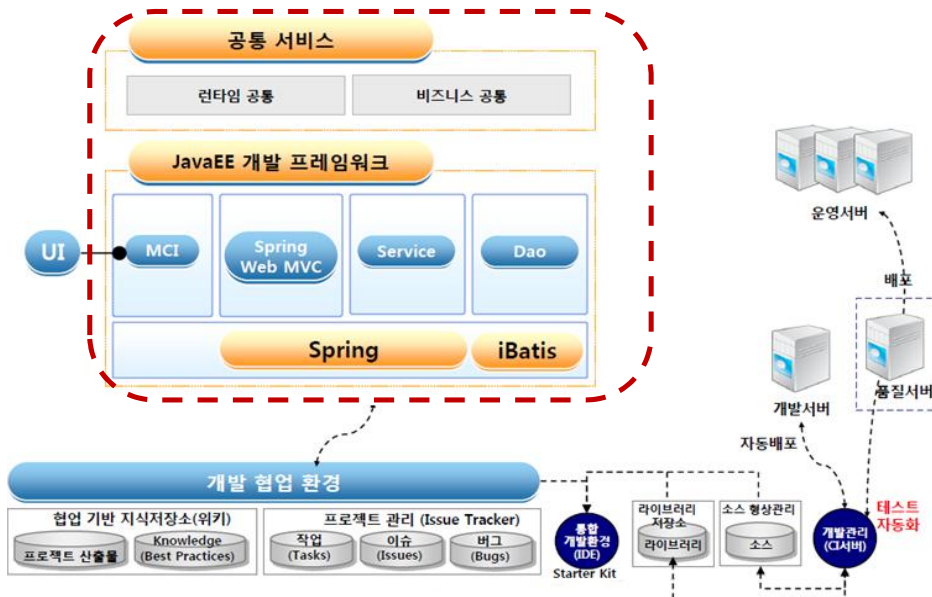 공통 서비스
런타임 공통
비즈니스 공통
JavaEE 개발 프레임워크
UI
MCI
Spring
Web MVC
Service
Dao
Spring
iBatis
운영서버
배포
개발서버
품질서버
자동배포
개발 협업 환경
협업 기반 지식저장소(위키)
프로젝트 산출물
Knowledge
(Best Practices)
프로젝트 관리 (Issue Tracker)
작업
(Tasks)
이슈
(Issues)
버그
(Bugs)
통합
개발환경
(IDE)
Starter Kit
라이브러리
저장소
라이브러리
소스 형상관리
소스
개발관리
(CI서버)
테스트
자동화